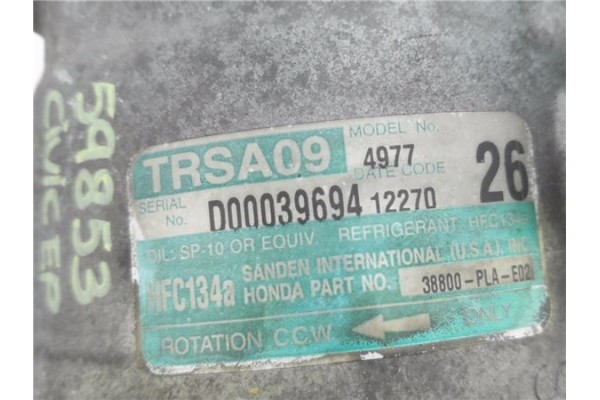 59853
CIVIC EP
TRSA09
MODEL No.
4977
SERIAL No.
D00039694
DATE CODE
12270
26
OIL: SP-10 OR EQUIV. REFRIGERANT: HFC134a
HFC134a
SANDEN INTERNATIONAL (U.S.A.), INC.
HONDA PART NO. 38800-PLA-E02
ROTATION C.C.W. ONLY